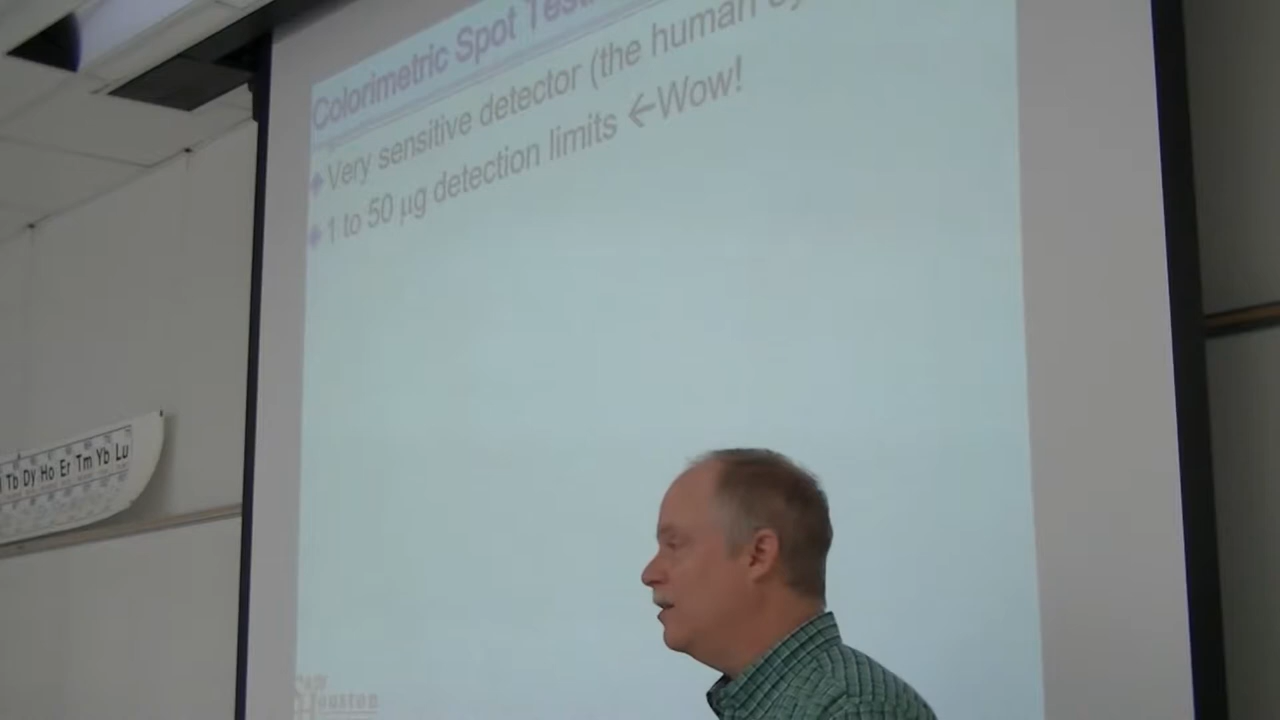 Colorimetric Spot Test
Very sensitive detector (the human
1 to 50 µg detection limits ←Wow!
Tb Dy Ho Er Tm Yb Lu
Houston